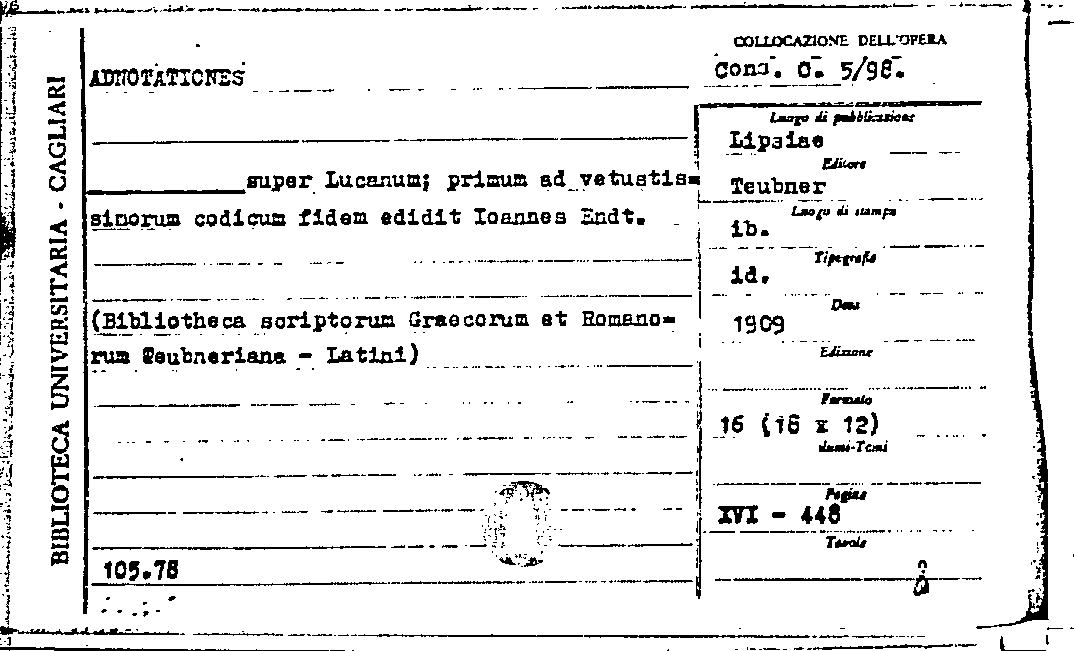 BIBLIOTECA UNIVERSITARIA - CAGLIARI
ADNOTATIONES
super Lucanum; primum ad vetustis=
simorum codicum fidem edidit Ioannes Endt.
(Bibliotheca scriptorum Graecorum et Romano=
rum Teubneriana - Latini)
105.78
COLLOCAZIONE DELL'OPERA
Cons. C. 5/98.
Luogo di pubblicazione
Lipsiae
Editore
Teubner
Luogo di stampa
ib.
Tipografia
id.
Data
1909
Edizione
Formato
16 (18 x 12)
Pagine
XVI - 448
Tavole